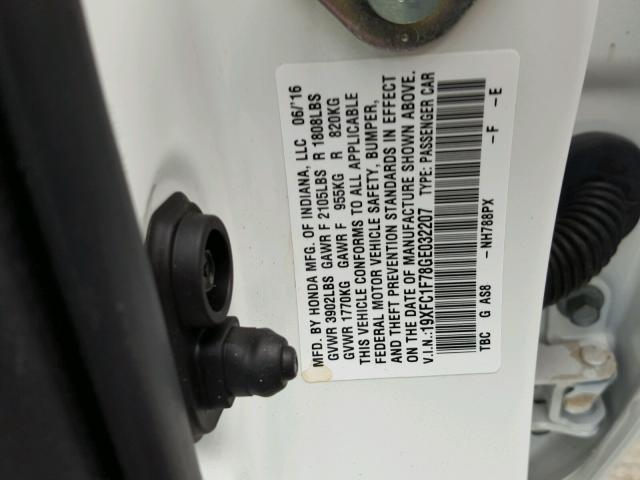 MFD. BY HONDA MFG. OF INDIANA, LLC 06/'16
GVWR 3902LBS GAWR F 2105LBS R 1808LBS
GVWR 1770KG GAWR F 955KG R 820KG
THIS VEHICLE CONFORMS TO ALL APPLICABLE
FEDERAL MOTOR VEHICLE SAFETY, BUMPER,
AND THEFT PREVENTION STANDARDS IN EFFECT
ON THE DATE OF MANUFACTURE SHOWN ABOVE.
V.I.N.:19XFC1F78GE032207 TYPE: PASSENGER CAR
TBC G AS8 -NH788PX -F -E